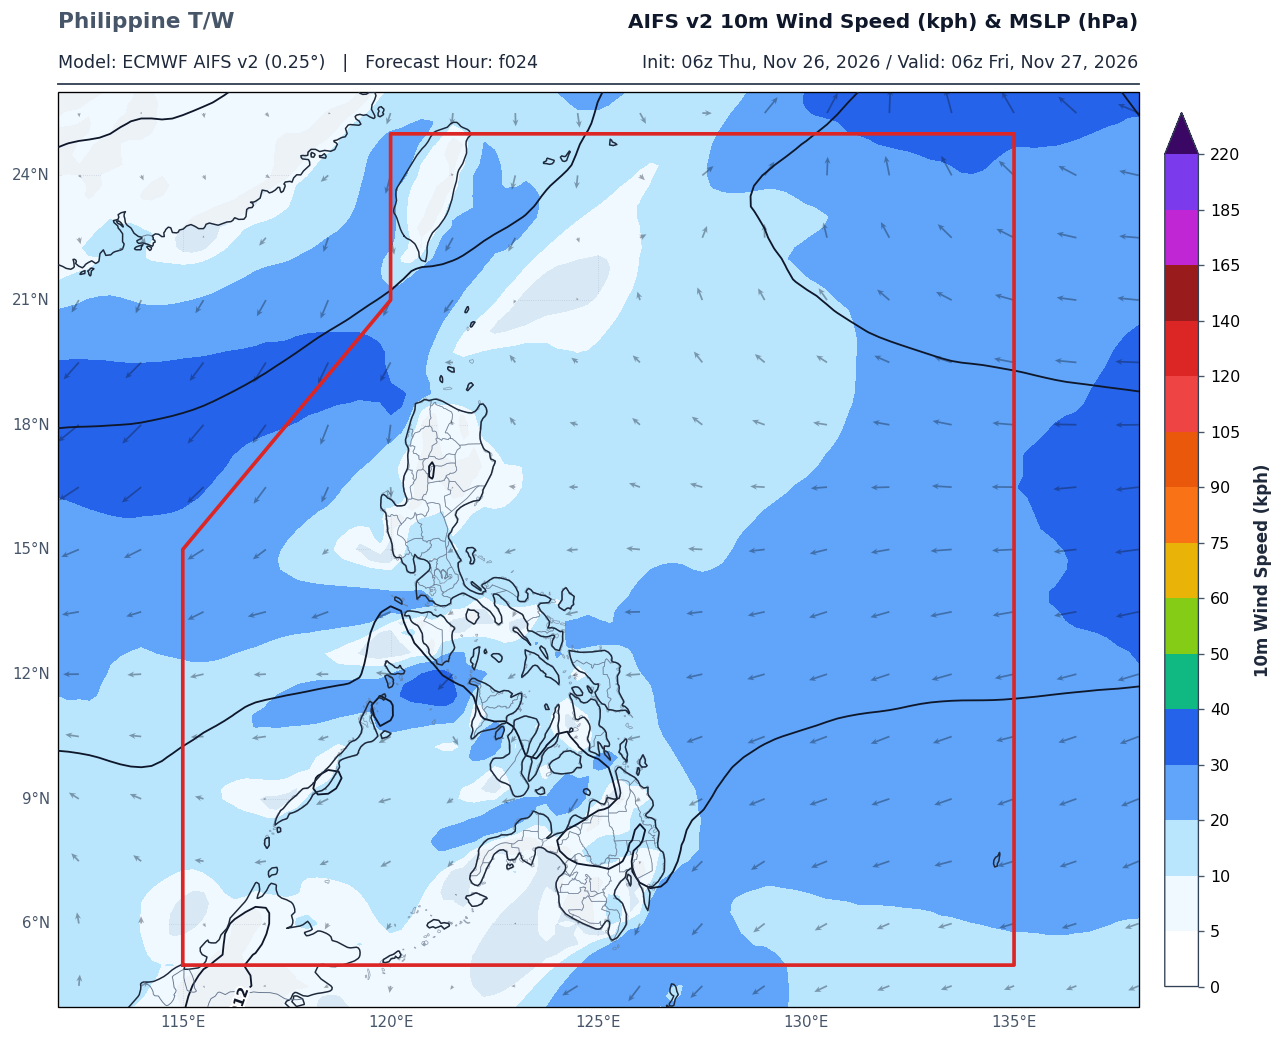 Philippine T/W
AIFS v2 10m Wind Speed (kph) & MSLP (hPa)
Model: ECMWF AIFS v2 (0.25°) | Forecast Hour: f024
Init: 06z Thu, Nov 26, 2026 / Valid: 06z Fri, Nov 27, 2026
24°N
21°N
18°N
15°N
12°N
9°N
6°N
115°E
120°E
125°E
130°E
135°E
12
220
185
165
140
120
105
90
75
60
50
40
30
20
10
5
0
10m Wind Speed (kph)